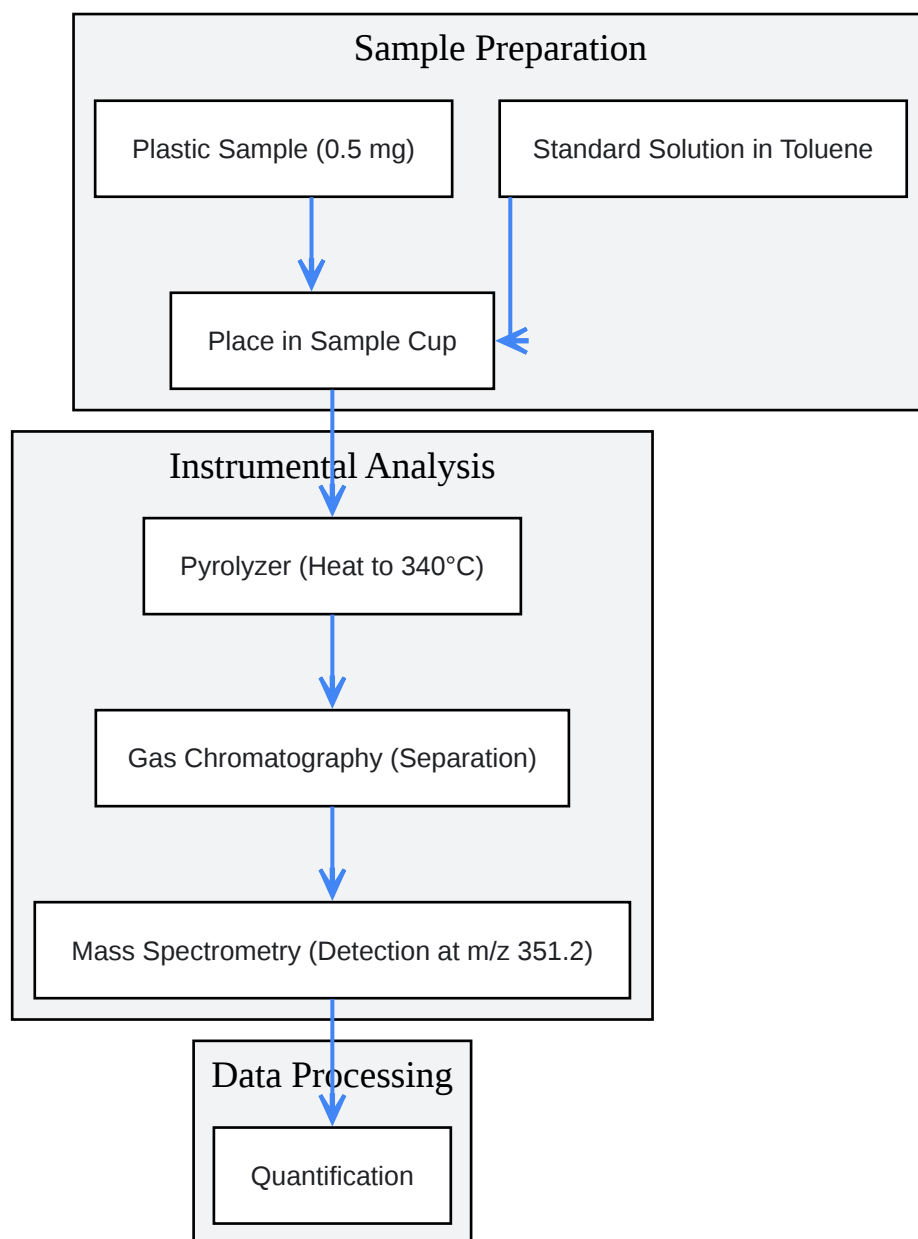 Sample Preparation
Plastic Sample (0.5 mg)
Standard Solution in Toluene
Place in Sample Cup
Instrumental Analysis
Pyrolyzer (Heat to 340°C)
Gas Chromatography (Separation)
Mass Spectrometry (Detection at m/z 351.2)
Data Processing
Quantification